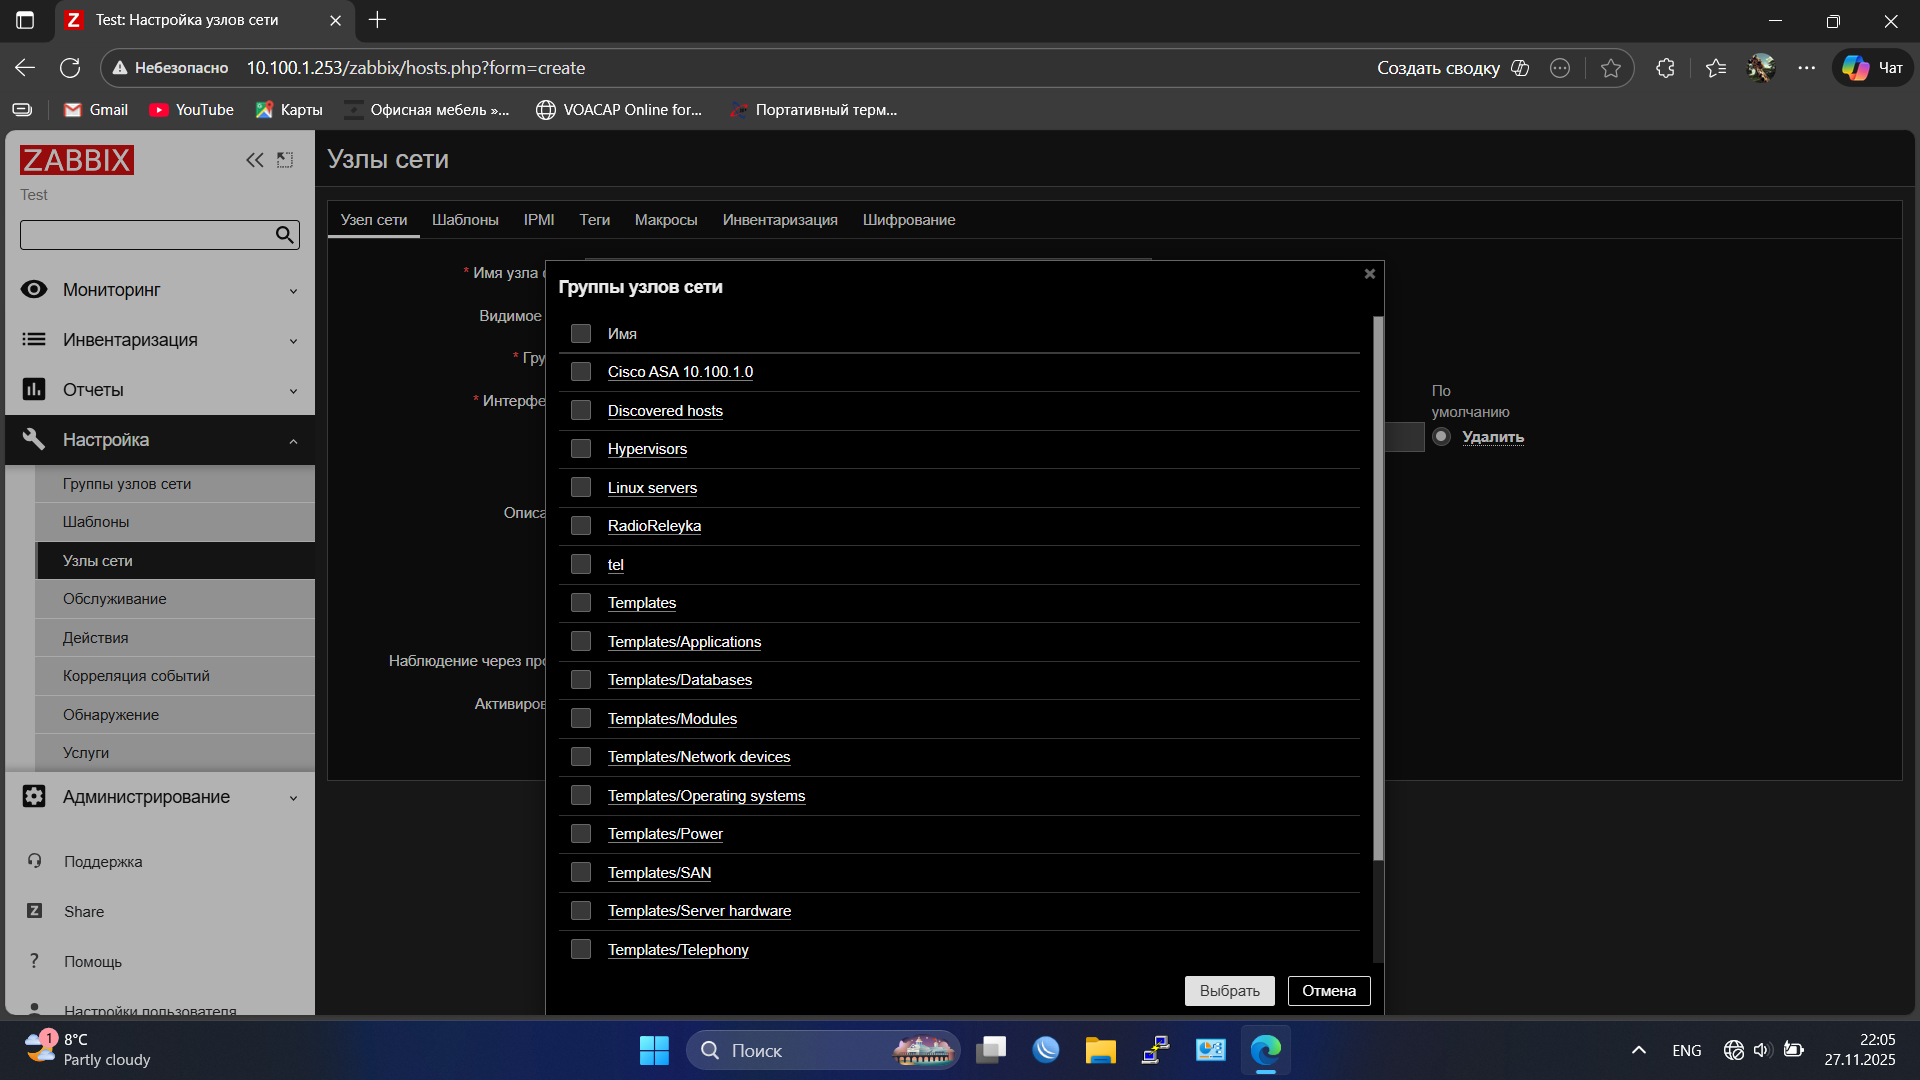 Test: Настройка узлов сети
Небезопасно 10.100.1.253/zabbix/hosts.php?form=create Создать сводку Чат
Gmail YouTube Карты Офисная мебель »... VOACAP Online for... Портативный терм...
ZABBIX
Test
Мониторинг
Инвентаризация
Отчеты
Настройка
Группы узлов сети
Шаблоны
Узлы сети
Обслуживание
Действия
Корреляция событий
Обнаружение
Услуги
Администрирование
Поддержка
Share
Помощь
Настройки пользователя
Узлы сети
Узел сети Шаблоны IPMI Теги Макросы Инвентаризация Шифрование
* Имя узла
Видимое
* Гру
* Интерфе
Описа
Наблюдение через про
Активиров
По
умолчанию
Удалить
Группы узлов сети
Имя
Cisco ASA 10.100.1.0
Discovered hosts
Hypervisors
Linux servers
RadioReleyka
tel
Templates
Templates/Applications
Templates/Databases
Templates/Modules
Templates/Network devices
Templates/Operating systems
Templates/Power
Templates/SAN
Templates/Server hardware
Templates/Telephony
Выбрать Отмена
1
8°C
Partly cloudy
Поиск
ENG
22:05
27.11.2025